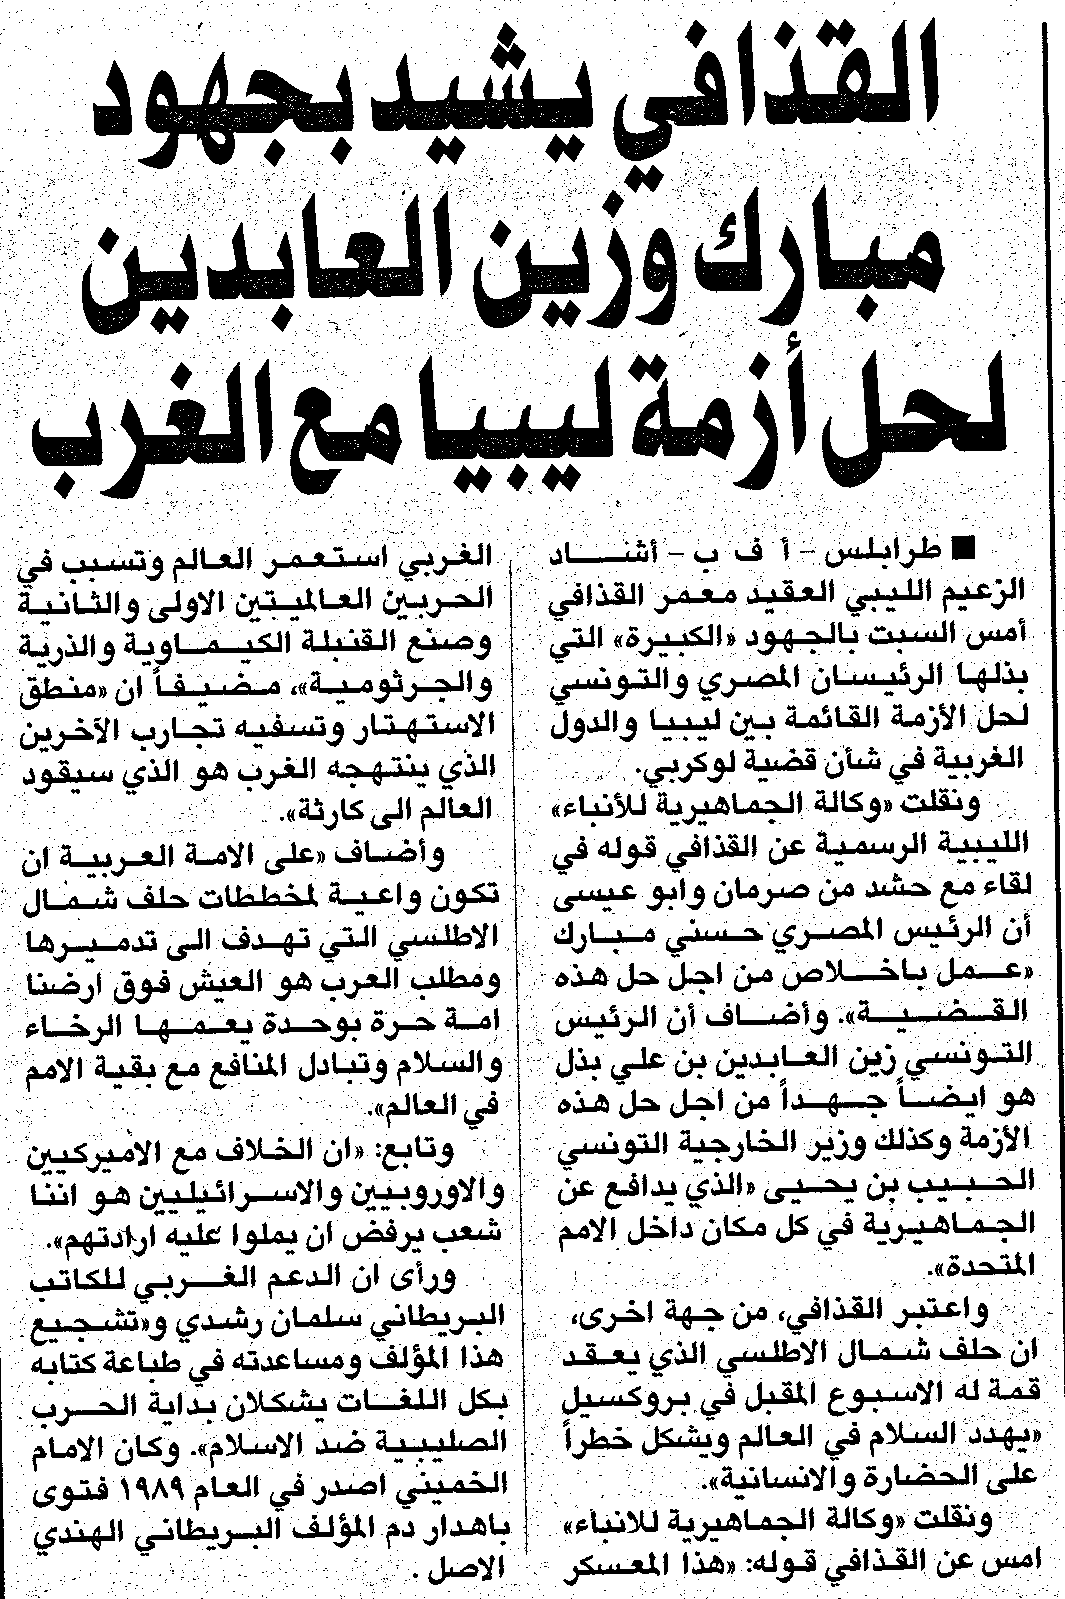 القذافي يشيد بجهود
مبارك وزين العابدين
لحل أزمة ليبيا مع الغرب
■ طرابلس - أ ف ب - أشاد
الزعيم الليبي العقيد معمر القذافي
أمس السبت بالجهود «الكبيرة» التي
بذلها الرئيسان المصري والتونسي
لحل الأزمة القائمة بين ليبيا والدول
الغربية في شأن قضية لوكربي.
ونقلت «وكالة الجماهيرية للأنباء»
الليبية الرسمية عن القذافي قوله في
لقاء مع حشد من صرمان وابو عيسى
أن الرئيس المصري حسني مبارك
«عمل باخلاص من اجل حل هذه
القضية». وأضاف أن الرئيس
التونسي زين العابدين بن علي بذل
هو ايضاً جهداً من اجل حل هذه
الأزمة وكذلك وزير الخارجية التونسي
الحبيب بن يحيى «الذي يدافع عن
الجماهيرية في كل مكان داخل الامم
المتحدة».
واعتبر القذافي، من جهة اخرى،
ان حلف شمال الاطلسي الذي يعقد
قمة له الاسبوع المقبل في بروكسيل
«يهدد السلام في العالم ويشكل خطراً
على الحضارة والانسانية».
ونقلت «وكالة الجماهيرية للانباء»
امس عن القذافي قوله: «هذا المعسكر
الغربي استعمر العالم وتسبب في
الحربين العالميتين الاولى والثانية
وصنع القنبلة الكيماوية والذرية
والجرثومية»، مضيفاً ان «منطق
الاستهتار وتسفيه تجارب الآخرين
الذي ينتهجه الغرب هو الذي سيقود
العالم الى كارثة».
وأضاف «على الامة العربية ان
تكون واعية لمخططات حلف شمال
الاطلسي التي تهدف الى تدميرها
ومطلب العرب هو العيش فوق ارضنا
امة حرة بوحدة يعمها الرخاء
والسلام وتبادل المنافع مع بقية الامم
في العالم».
وتابع: «ان الخلاف مع الاميركيين
والاوروبيين والاسرائيليين هو اننا
شعب يرفض ان يملوا عليه ارادتهم».
ورأى ان الدعم الغربي للكاتب
البريطاني سلمان رشدي و«تشجيع
هذا المؤلف ومساعدته في طباعة كتابه
بكل اللغات يشكلان بداية الحرب
الصليبية ضد الاسلام». وكان الامام
الخميني اصدر في العام ١٩٨٩ فتوى
باهدار دم المؤلف البريطاني الهندي
الاصل .